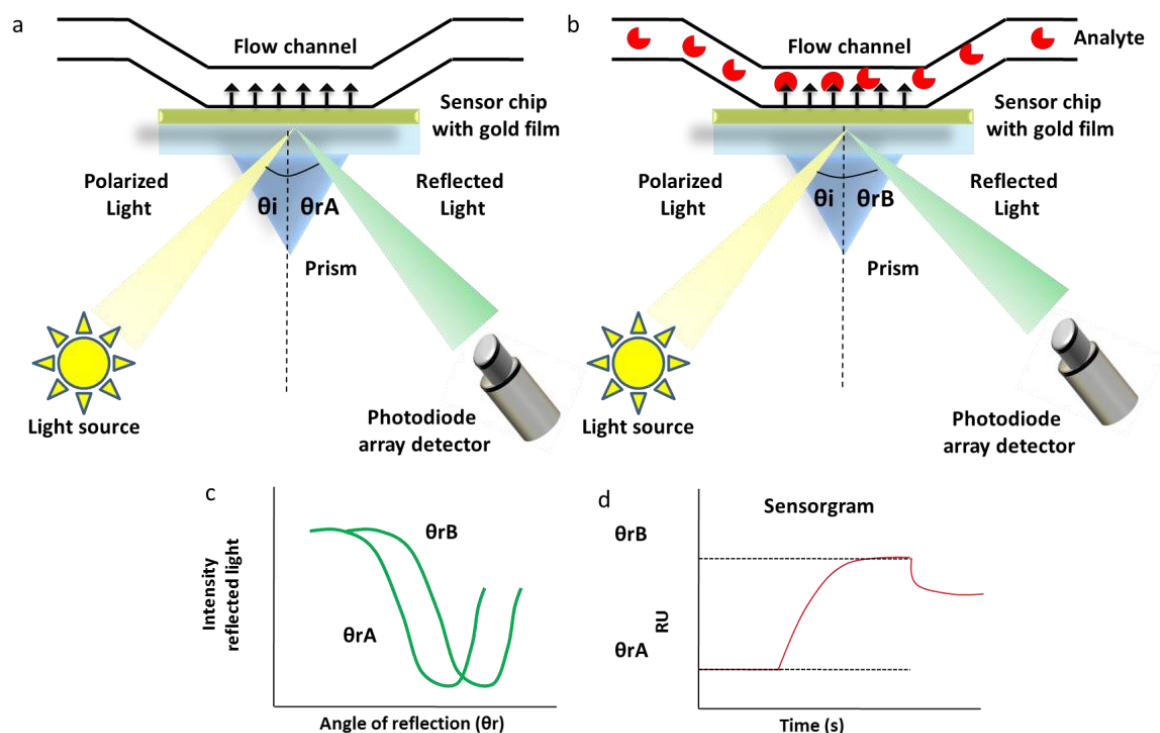 a
Flow channel
Sensor chip
with gold film
Polarized
Light
Reflected
Light
θi
θrA
Prism
Light source
Photodiode
array detector
b
Flow channel
Analyte
Sensor chip
with gold film
Polarized
Light
Reflected
Light
θi
θrB
Prism
Light source
Photodiode
array detector
c
Intensity
reflected light
θrB
θrA
Angle of reflection (θr)
d
Sensorgram
θrB
RU
θrA
Time (s)